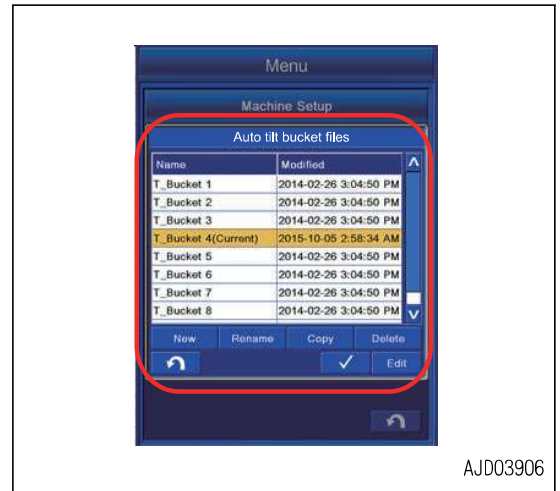 Menu
Machine Setup
Auto tilt bucket files
Name Modified
T_Bucket 1 2014-02-26 3:04:50 PM
T_Bucket 2 2014-02-26 3:04:50 PM
T_Bucket 3 2014-02-26 3:04:50 PM
T_Bucket 4(Current) 2015-10-05 2:58:34 AM
T_Bucket 5 2014-02-26 3:04:50 PM
T_Bucket 6 2014-02-26 3:04:50 PM
T_Bucket 7 2014-02-26 3:04:50 PM
T_Bucket 8 2014-02-26 3:04:50 PM
New Rename Copy Delete
Edit
AJD03906